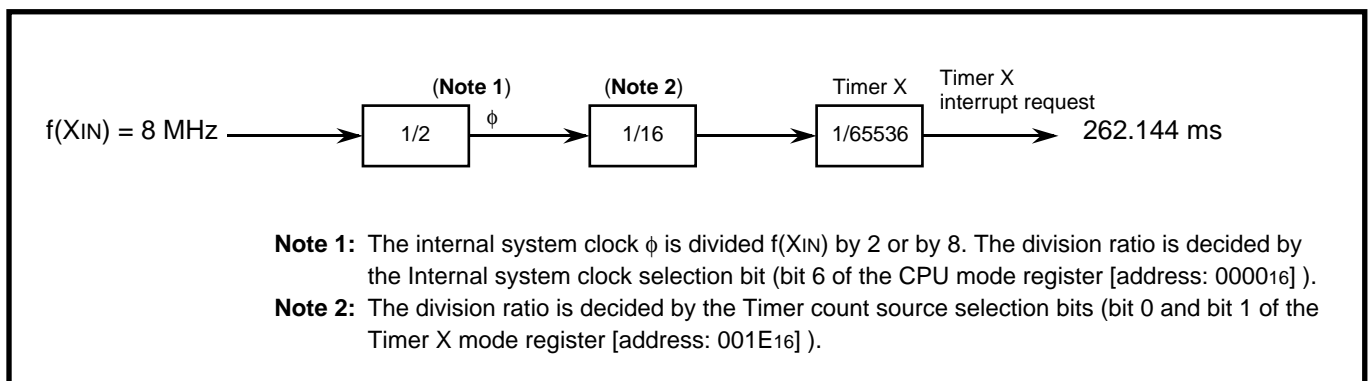 (Note 1)
(Note 2)
Timer X
Timer X
interrupt request
f(XIN) = 8 MHz
1/2
ϕ
1/16
1/65536
262.144 ms
Note 1: The internal system clock ϕ is divided f(XIN) by 2 or by 8. The division ratio is decided by
the Internal system clock selection bit (bit 6 of the CPU mode register [address: 000016] ).
Note 2: The division ratio is decided by the Timer count source selection bits (bit 0 and bit 1 of the
Timer X mode register [address: 001E16] ).